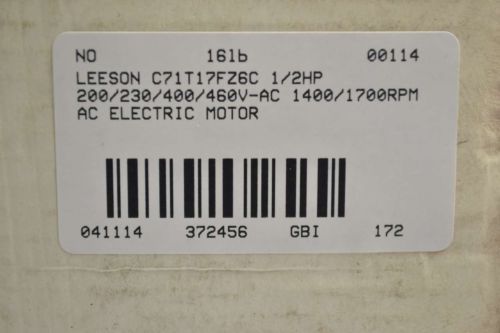 NO 16lb 00114
LEESON C71T17FZ6C 1/2HP
200/230/400/460V-AC 1400/1700RPM
AC ELECTRIC MOTOR
041114 372456 GBI 172